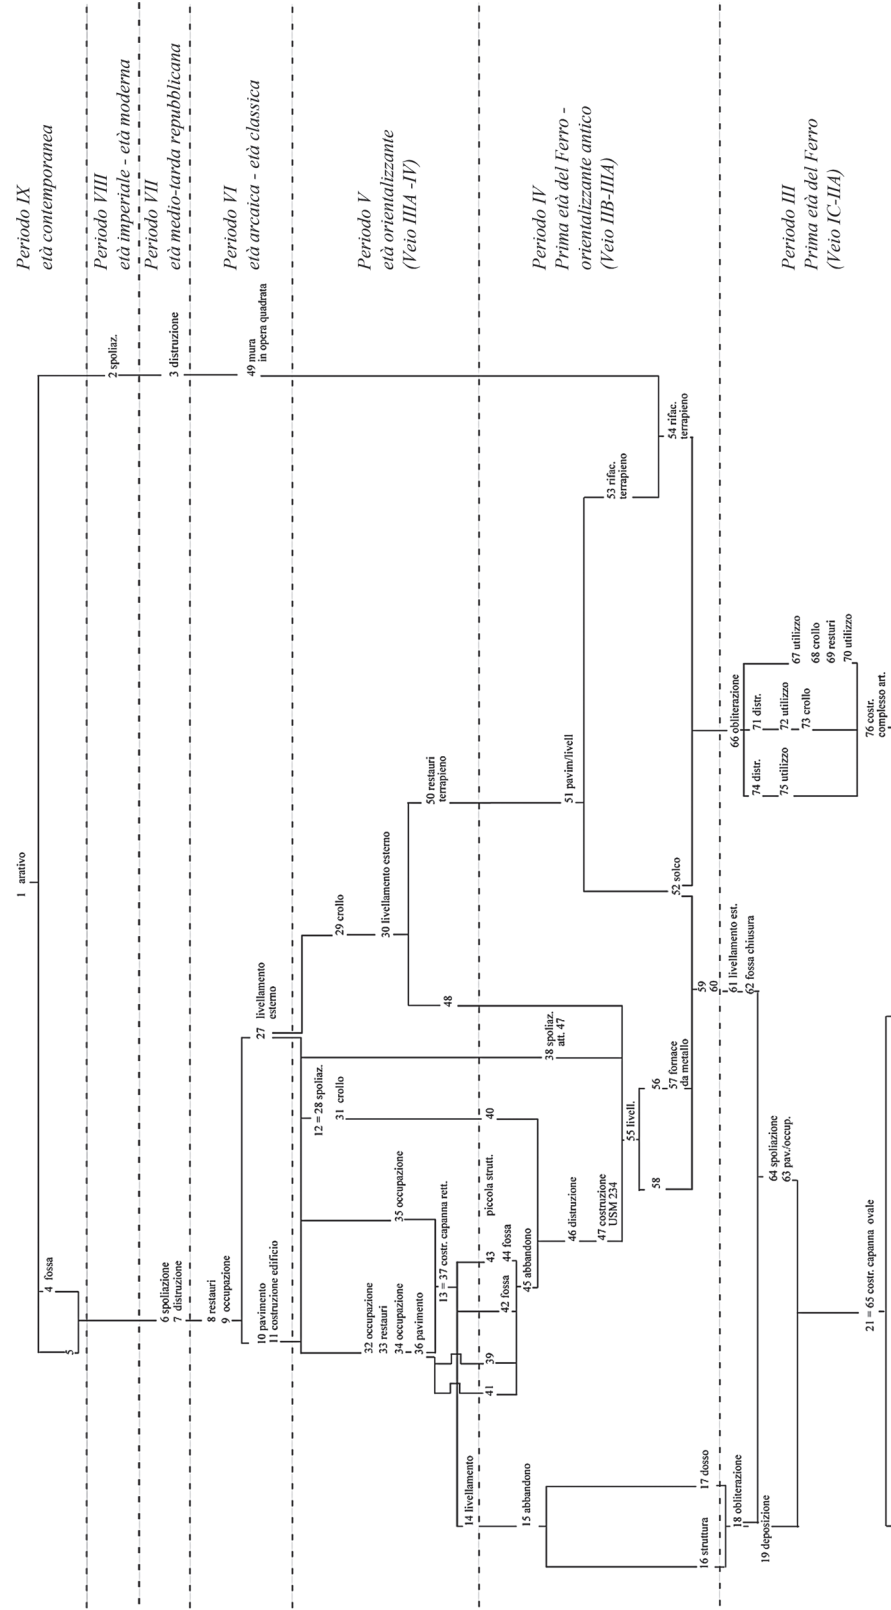 Periodo IX
età contemporanea
Periodo VIII
età imperiale - età moderna
Periodo VII
età medio-tarda repubblicana
Periodo VI
età arcaica - età classica
Periodo V
età orientalizzante
(Veio IIIA -IV)
Periodo IV
Prima età del Ferro -
orientalizzante antico
(Veio IIB-IIIA)
Periodo III
Prima età del Ferro
(Veio IC-IIA)
1 arativo
4 fossa
5
2 spoliaz.
3 distruzione
6 spoliazione
7 distruzione
49 mura
in opera quadrata
8 restauri
9 occupazione
10 pavimento
11 costruzione edificio
27 livellamento
esterno
12 = 28 spoliaz.
31 crollo
29 crollo
30 livellamento esterno
32 occupazione
33 restauri
34 occupazione
36 pavimento
35 occupazione
13 = 37 costr. capanna rett.
48
50 restauri
terrapieno
14 livellamento
41
39
43
piccola strutt.
44 fossa
42 fossa
40
45 abbandono
15 abbandono
38 spoliaz.
att. 47
51 pavim/livell
46 distruzione
47 costruzione
USM 234
53 rifac.
terrapieno
55 livell.
58
56
57 fornace
da metallo
52 solco
54 rifac.
terrapieno
16 struttura
17 dosso
59
60
18 obliterazione
19 deposizione
61 livellamento est.
62 fossa chiusura
64 spoliazione
63 pav./occup.
66 obliterazione
74 distr.
75 utilizzo
71 distr.
72 utilizzo
73 crollo
67 utilizzo
68 crollo
69 resturi
70 utilizzo
21 = 65 costr. capanna ovale
76 costr.
complesso art.